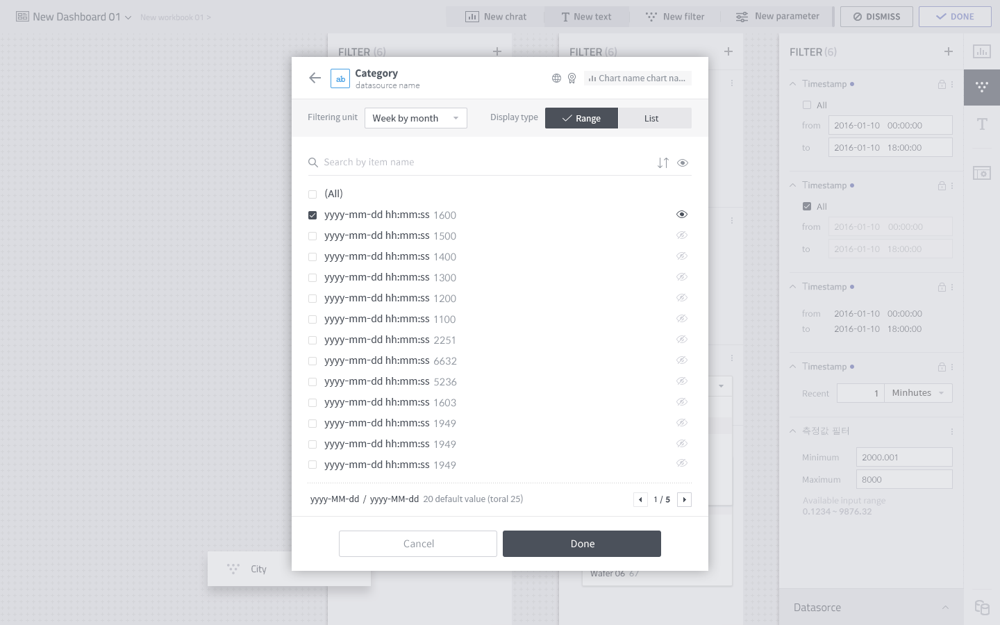 New Dashboard 01
New workbook 01 >
New chrat
New text
New filter
New parameter
DISMISS
DONE
FILTER (6)
FILTER (6)
FILTER (6)
Category
datasource name
ab
Chart name chart na...
Filtering unit
Week by month
Display type
Range
List
Search by item name
(All)
yyyy-mm-dd hh:mm:ss 1600
yyyy-mm-dd hh:mm:ss 1500
yyyy-mm-dd hh:mm:ss 1400
yyyy-mm-dd hh:mm:ss 1300
yyyy-mm-dd hh:mm:ss 1200
yyyy-mm-dd hh:mm:ss 1100
yyyy-mm-dd hh:mm:ss 2251
yyyy-mm-dd hh:mm:ss 6632
yyyy-mm-dd hh:mm:ss 5236
yyyy-mm-dd hh:mm:ss 1603
yyyy-mm-dd hh:mm:ss 1949
yyyy-mm-dd hh:mm:ss 1949
yyyy-mm-dd hh:mm:ss 1949
yyyy-MM-dd / yyyy-MM-dd 20 default value (toral 25)
1 / 5
Cancel
Done
City
Wafer 06 67
Timestamp
All
from 2016-01-10 00:00:00
to 2016-01-10 18:00:00
Timestamp
All
from 2016-01-10 00:00:00
to 2016-01-10 18:00:00
Timestamp
from 2016-01-10 00:00:00
to 2016-01-10 18:00:00
Timestamp
Recent 1 Minhutes
측정값 필터
Minimum 2000.001
Maximum 8000
Available input range
0.1234 ~ 9876.32
Datasorce
T